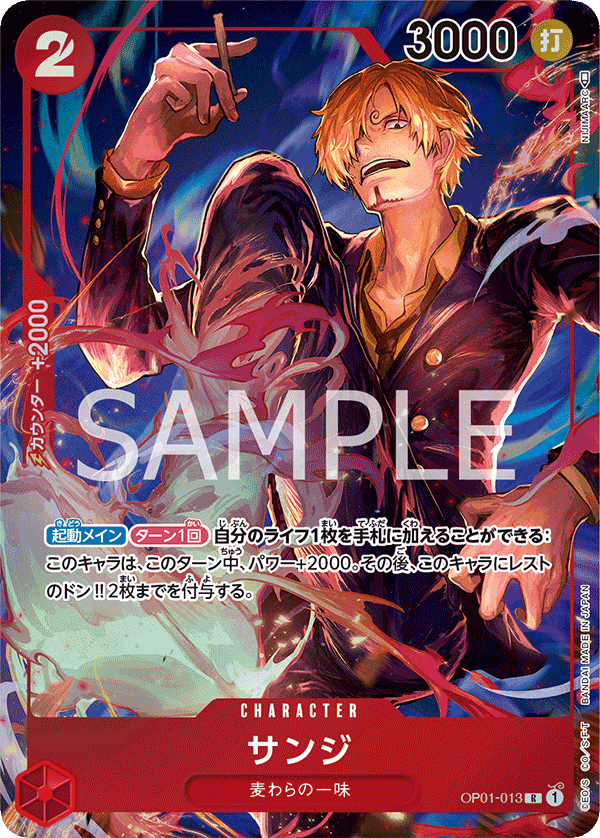 2
3000
打
NIJIMAARC
カウンター +2000
SAMPLE
起動メイン ターン1回 自分のライフ1枚を手札に加えることができる：
このキャラは、このターン中、パワー+2000。その後、このキャラにレスト
のドン!!2枚までを付与する。
CHARACTER
サンジ
麦わらの一味
OP01-013 R 1
©EO/S ©O/S・F・T BANDAI MADE IN JAPAN